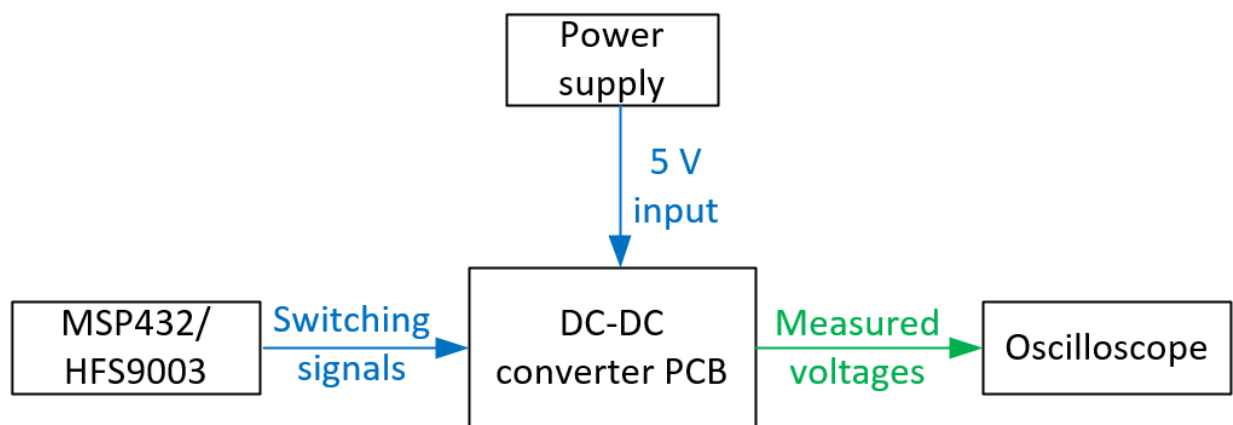 Power
supply
5 V
input
MSP432/
HFS9003
Switching
signals
DC-DC
converter PCB
Measured
voltages
Oscilloscope